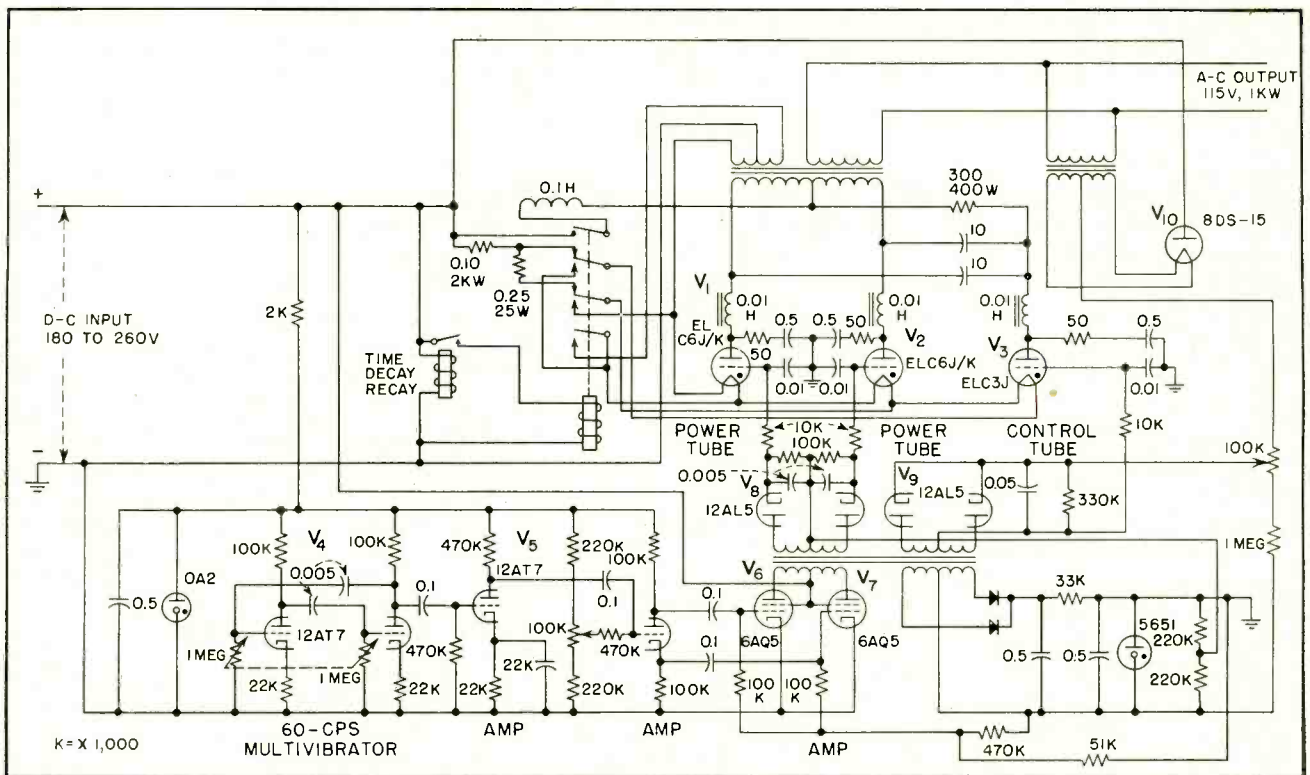 A-C OUTPUT
115V, 1KW
+
D-C INPUT
180 TO 260V
-
2K
0.1H
0.10
2KW
0.25
25W
TIME
DECAY
RECAY
300
400W
10
10
V10
8DS-15
V1
0.01
H
EL
C6J/K
50
0.5
0.5
50
0.01
0.01
0.01
H
V2
ELC6J/K
0.01
H
V3
ELC3J
50
0.5
0.01
10K
10K
100K
POWER
TUBE
POWER
TUBE
CONTROL
TUBE
0.005
V8
12AL5
V9
12AL5
0.05
330K
100K
1 MEG
0.5
0A2
100K
V4
0.005
100K
12AT7
1 MEG
1 MEG
22K
22K
0.1
470K
470K
V5
12AT7
22K
22K
220K
100K
220K
0.1
470K
100K
100K
0.1
0.1
V6
6AQ5
V7
6AQ5
100
K
100
K
33K
0.5
0.5
5651
220K
220K
470K
51K
60-CPS
MULTIVIBRATOR
AMP
AMP
AMP
K= X 1,000